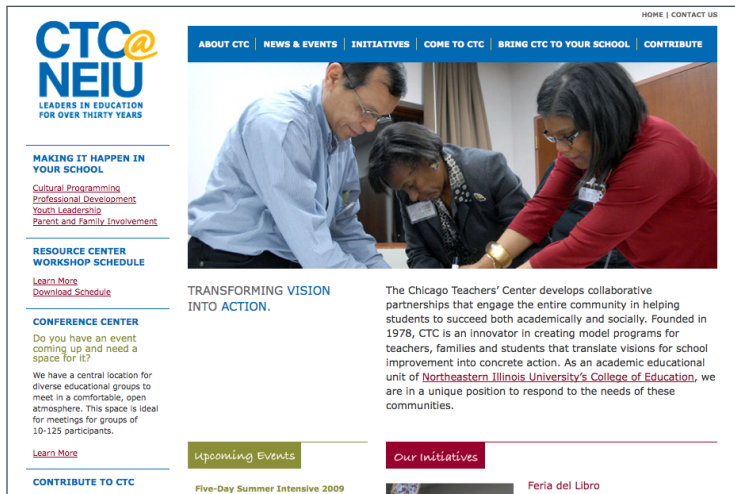 HOME | CONTACT US
CTC@
NEIU
LEADERS IN EDUCATION
FOR OVER THIRTY YEARS
ABOUT CTC | NEWS & EVENTS | INITIATIVES | COME TO CTC | BRING CTC TO YOUR SCHOOL | CONTRIBUTE
MAKING IT HAPPEN IN
YOUR SCHOOL
Cultural Programming
Professional Development
Youth Leadership
Parent and Family Involvement
RESOURCE CENTER
WORKSHOP SCHEDULE
Learn More
Download Schedule
CONFERENCE CENTER
Do you have an event
coming up and need a
space for it?
We have a central location for
diverse educational groups to
meet in a comfortable, open
atmosphere. This space is ideal
for meetings for groups of
10-125 participants.
Learn More
CONTRIBUTE TO CTC
TRANSFORMING VISION
INTO ACTION.
The Chicago Teachers' Center develops collaborative
partnerships that engage the entire community in helping
students to succeed both academically and socially. Founded in
1978, CTC is an innovator in creating model programs for
teachers, families and students that translate visions for school
improvement into concrete action. As an academic educational
unit of Northeastern Illinois University's College of Education, we
are in a unique position to respond to the needs of these
communities.
Upcoming Events
Five-Day Summer Intensive 2009
Our Initiatives
Feria del Libro